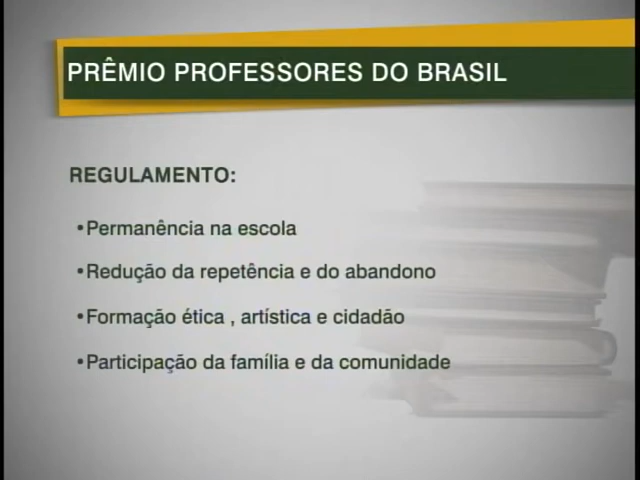 PRÊMIO PROFESSORES DO BRASIL
REGULAMENTO:
•Permanência na escola
•Redução da repetência e do abandono
•Formação ética , artística e cidadão
•Participação da família e da comunidade